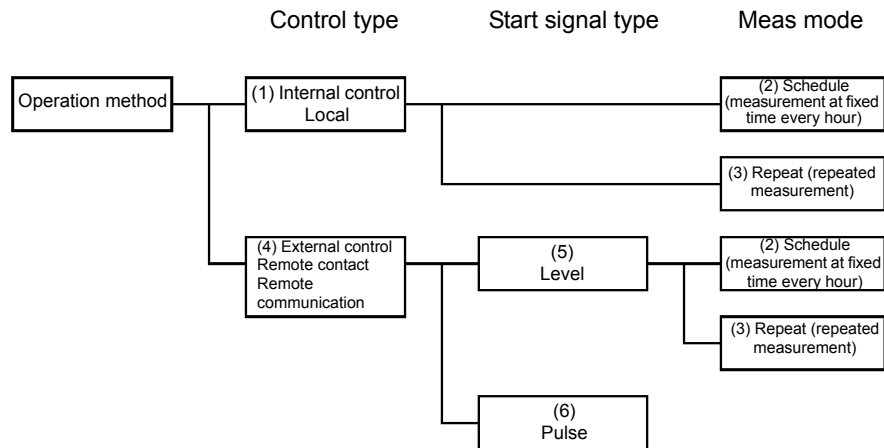 Control type
Start signal type
Meas mode
Operation method
(1) Internal control
Local
(2) Schedule
(measurement at fixed
time every hour)
(3) Repeat (repeated
measurement)
(4) External control
Remote contact
Remote
communication
(5)
Level
(2) Schedule
(measurement at fixed
time every hour)
(3) Repeat (repeated
measurement)
(6)
Pulse